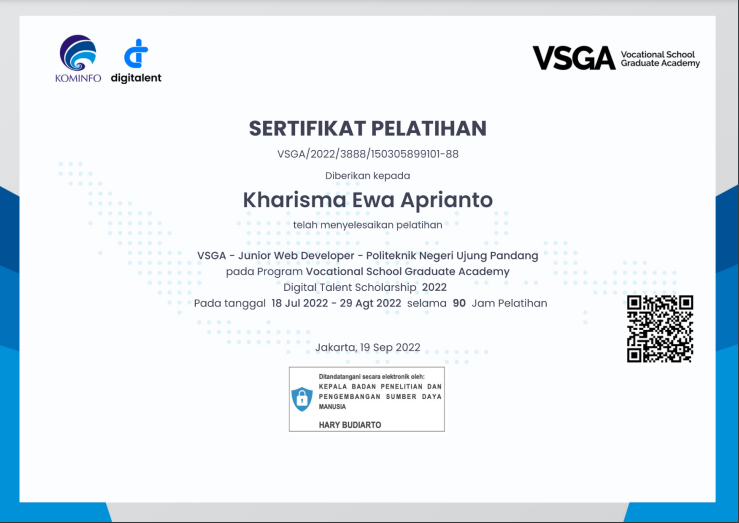 KOMINFO
digitalent
VSGA
Vocational School
Graduate Academy
SERTIFIKAT PELATIHAN
VSGA/2022/3888/150305899101-88
Diberikan kepada
Kharisma Ewa Aprianto
telah menyelesaikan pelatihan
VSGA - Junior Web Developer - Politeknik Negeri Ujung Pandang
pada Program Vocational School Graduate Academy
Digital Talent Scholarship 2022
Pada tanggal 18 Jul 2022 - 29 Agt 2022 selama 90 Jam Pelatihan
Jakarta, 19 Sep 2022
Ditandatangani secara elektronik oleh:
KEPALA BADAN PENELITIAN DAN
PENGEMBANGAN SUMBER DAYA
MANUSIA
HARY BUDIARTO